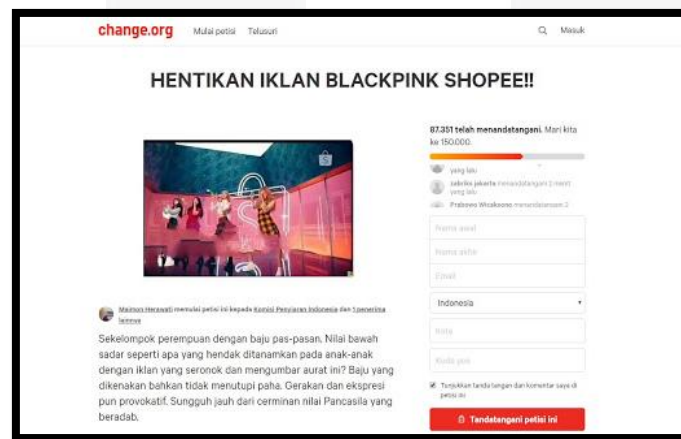 change.org Mulai petisi Telusuri Masuk
HENTIKAN IKLAN BLACKPINK SHOPEE!!
87.351 telah menandatangani. Mari kita
ke 150.000.
yang lalu
sabrilex jakarta menandatangani 2 menit
yang lalu
Prabowo Wicaksono menandatangani 2
Nama awal
Nama akhir
Email
Indonesia
Kota
Kode pos
Tunjukkan tanda tangan dan komentar saya di
petisi ini
Tandatangani petisi ini
Maimon Herawati memulai petisi ini kepada Komisi Penyiaran Indonesia dan 1 penerima
lainnya
Sekelompok perempuan dengan baju pas-pasan. Nilai bawah
sadar seperti apa yang hendak ditanamkan pada anak-anak
dengan iklan yang seronok dan mengumbar aurat ini? Baju yang
dikenakan bahkan tidak menutupi paha. Gerakan dan ekspresi
pun provokatif. Sungguh jauh dari cerminan nilai Pancasila yang
beradab.